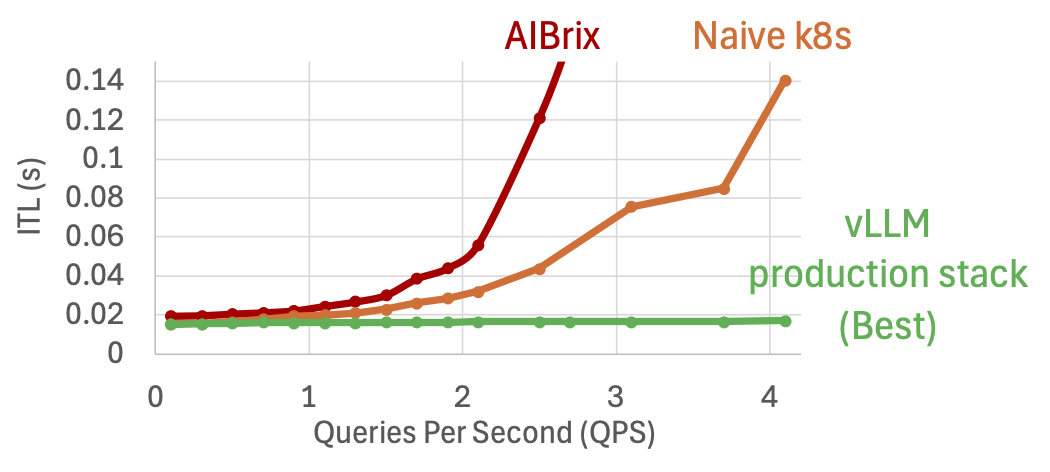 AIBrix
Naive k8s
0.14
0.12
0.1
0.08
0.06
0.04
0.02
0
ITL (s)
vLLM
production stack
(Best)
0 1 2 3 4
Queries Per Second (QPS)